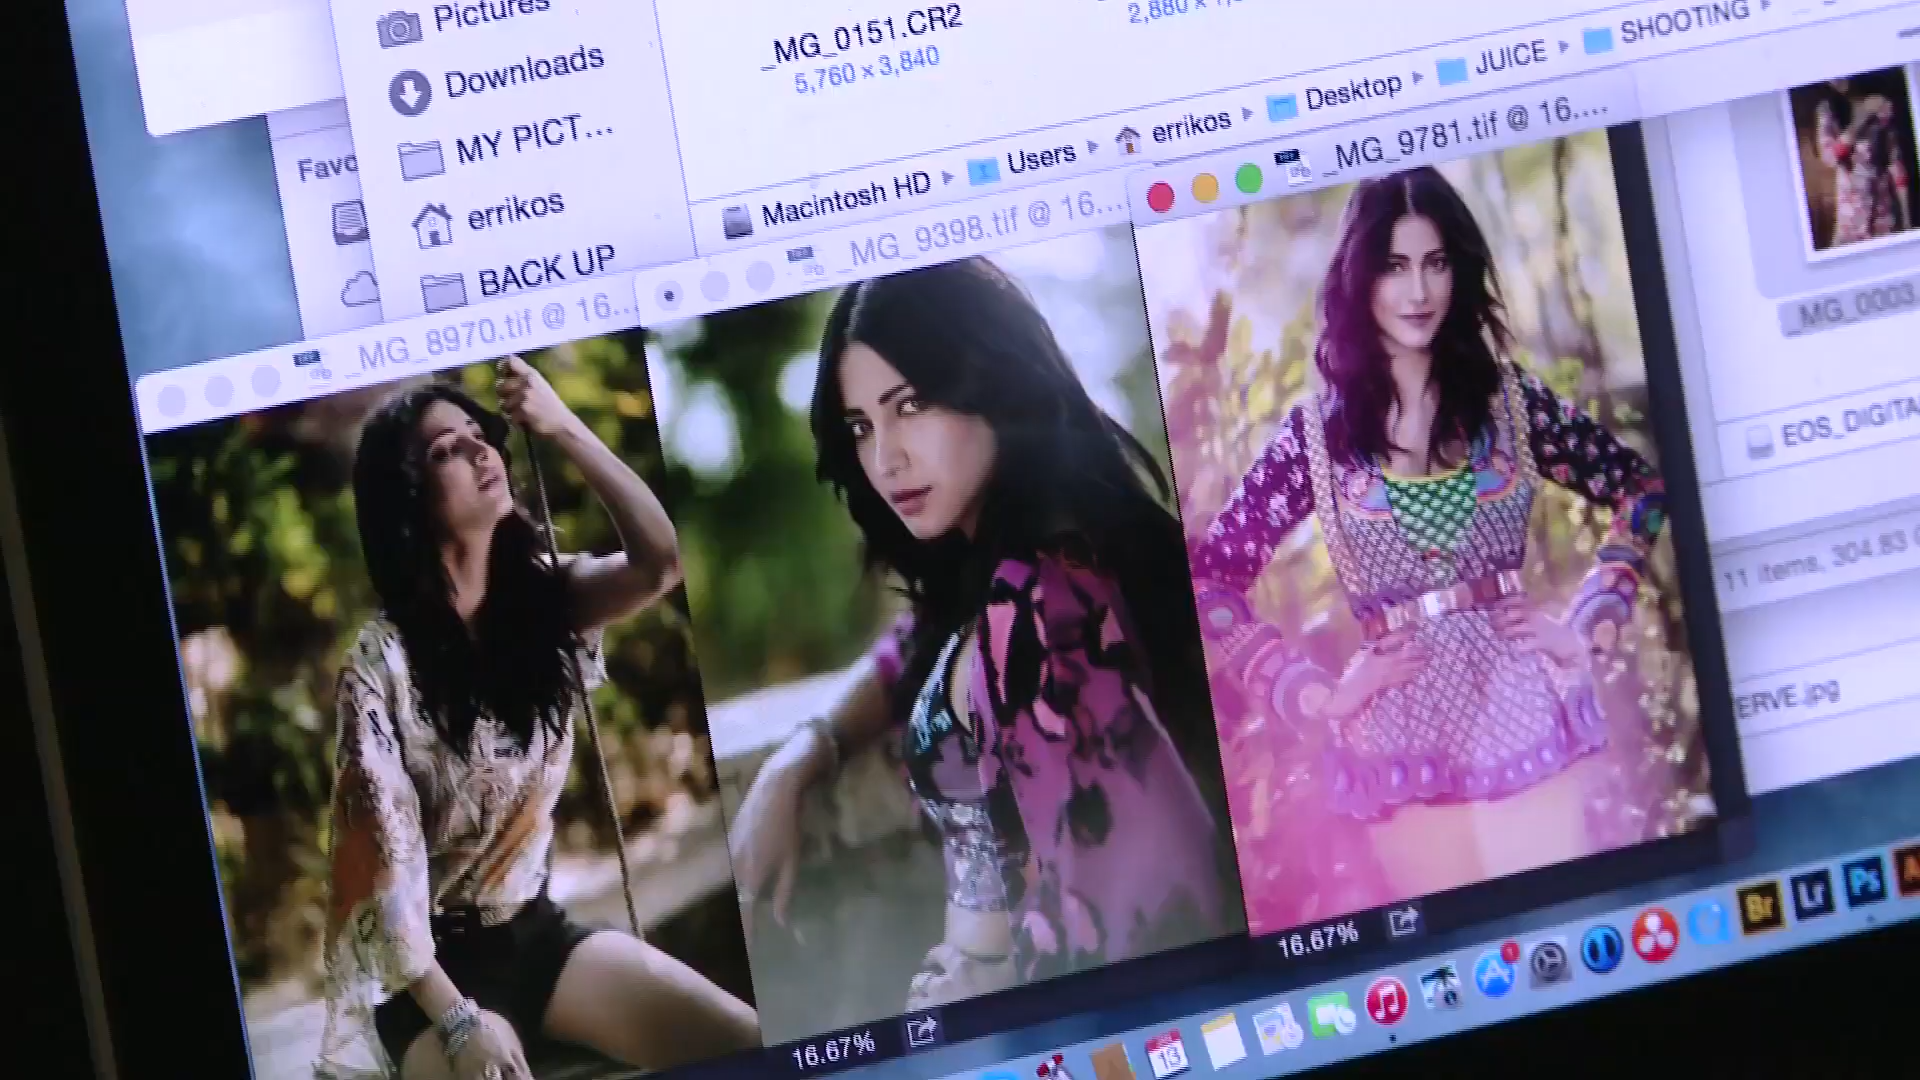 Pictures
Downloads
MY PICT...
errikos
BACK UP
Favo
_MG_0151.CR2
5,760 × 3,840
Macintosh HD ▸ Users ▸ errikos ▸ Desktop ▸ JUICE ▸ SHOOTING ▸
_MG_8970.tif @ 16...
_MG_9398.tif @ 16...
_MG_9781.tif @ 16....
_MG_0003.
EOS_DIGITA
11 items, 304.83
ERVE.jpg
16.67%
16.67%
Br
Lr
Ps
13
1